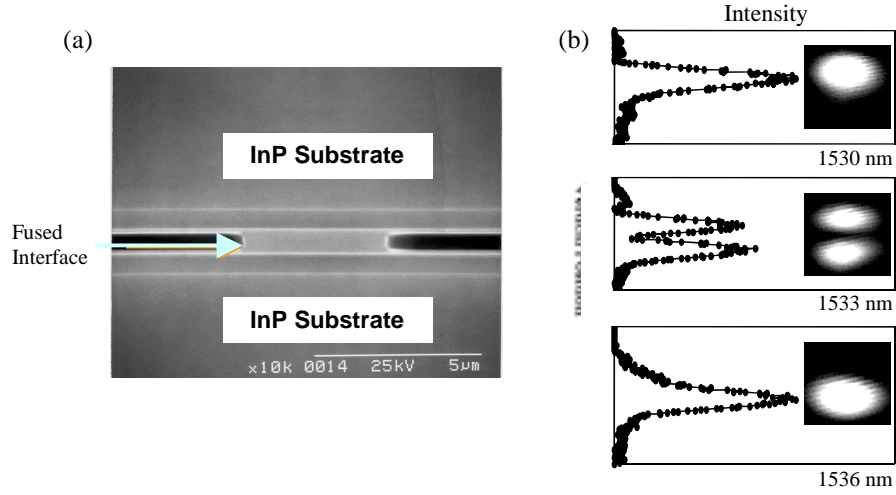 (a)
InP Substrate
Fused
Interface
InP Substrate
x10k 0014 25kV 5µm
(b)
Intensity
1530 nm
1533 nm
1536 nm